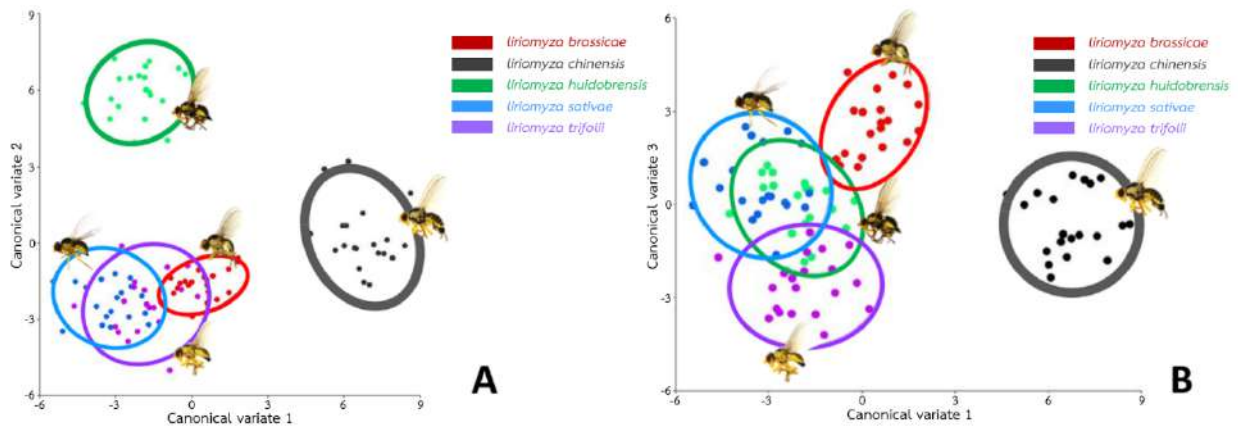 9
6
3
0
-3
-6
-6
-3
0
3
6
9
Canonical variate 2
Canonical variate 1
liriomyza brassicae
liriomyza chinensis
liriomyza huidobrensis
liriomyza sativae
liriomyza trifolii
A
6
3
0
-3
-6
-6
-3
0
3
6
9
Canonical variate 3
Canonical variate 1
liriomyza brassicae
liriomyza chinensis
liriomyza huidobrensis
liriomyza sativae
liriomyza trifolii
B